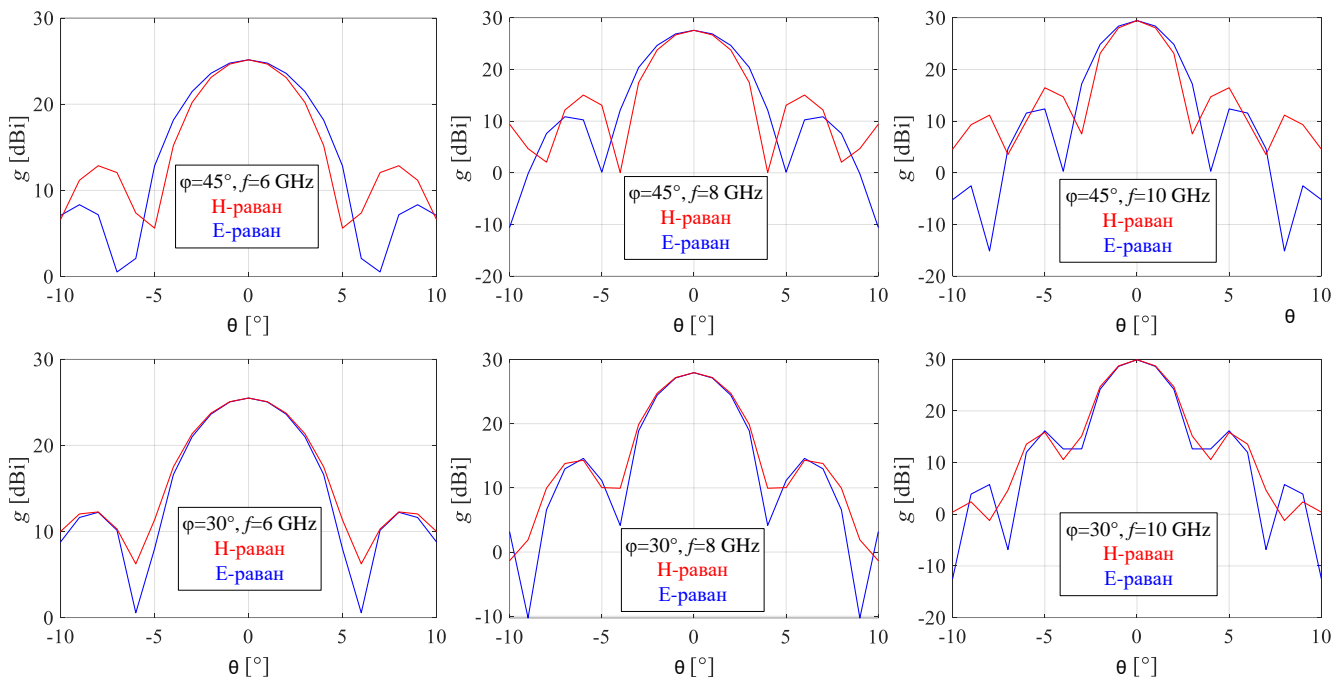 30
20
10
0
-10
-5
0
5
10
g [dBi]
θ [°]
φ=45°, f=6 GHz
Н-раван
Е-раван
30
20
10
0
-10
-20
-10
-5
0
5
10
g [dBi]
θ [°]
φ=45°, f=8 GHz
Н-раван
Е-раван
30
20
10
0
-10
-20
-10
-5
0
5
10
g [dBi]
θ [°]
θ
φ=45°, f=10 GHz
Н-раван
Е-раван
30
20
10
0
-10
-5
0
5
10
g [dBi]
θ [°]
φ=30°, f=6 GHz
Н-раван
Е-раван
30
20
10
0
-10
-10
-5
0
5
10
g [dBi]
θ [°]
φ=30°, f=8 GHz
Н-раван
Е-раван
30
20
10
0
-10
-20
-10
-5
0
5
10
g [dBi]
θ [°]
φ=30°, f=10 GHz
Н-раван
Е-раван